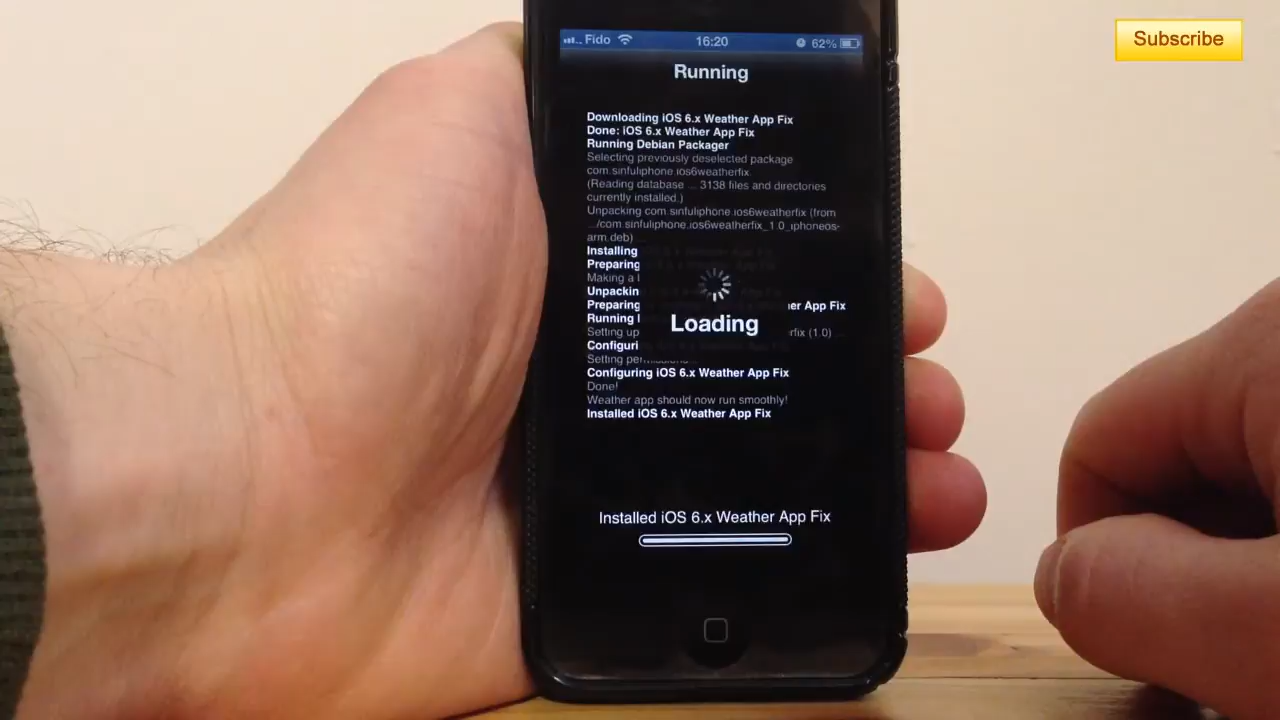 Subscribe
Fido 16:20 62%
Running
Downloading iOS 6.x Weather App Fix
Done: iOS 6.x Weather App Fix
Running Debian Packager
Selecting previously deselected package
com.sinfuliphone.ios6weatherfix.
(Reading database ... 3138 files and directories
currently installed.)
Unpacking com.sinfuliphone.ios6weatherfix (from
.../com.sinfuliphone.ios6weatherfix_1.0_iphoneos-
arm.deb)...
Installing
Preparing
Making a
Unpackin
Preparing her App Fix
Running
Setting up rfix (1.0) ...
Loading
Configuri
Setting permissions...
Configuring iOS 6.x Weather App Fix
Done!
Weather app should now run smoothly!
Installed iOS 6.x Weather App Fix
Installed iOS 6.x Weather App Fix